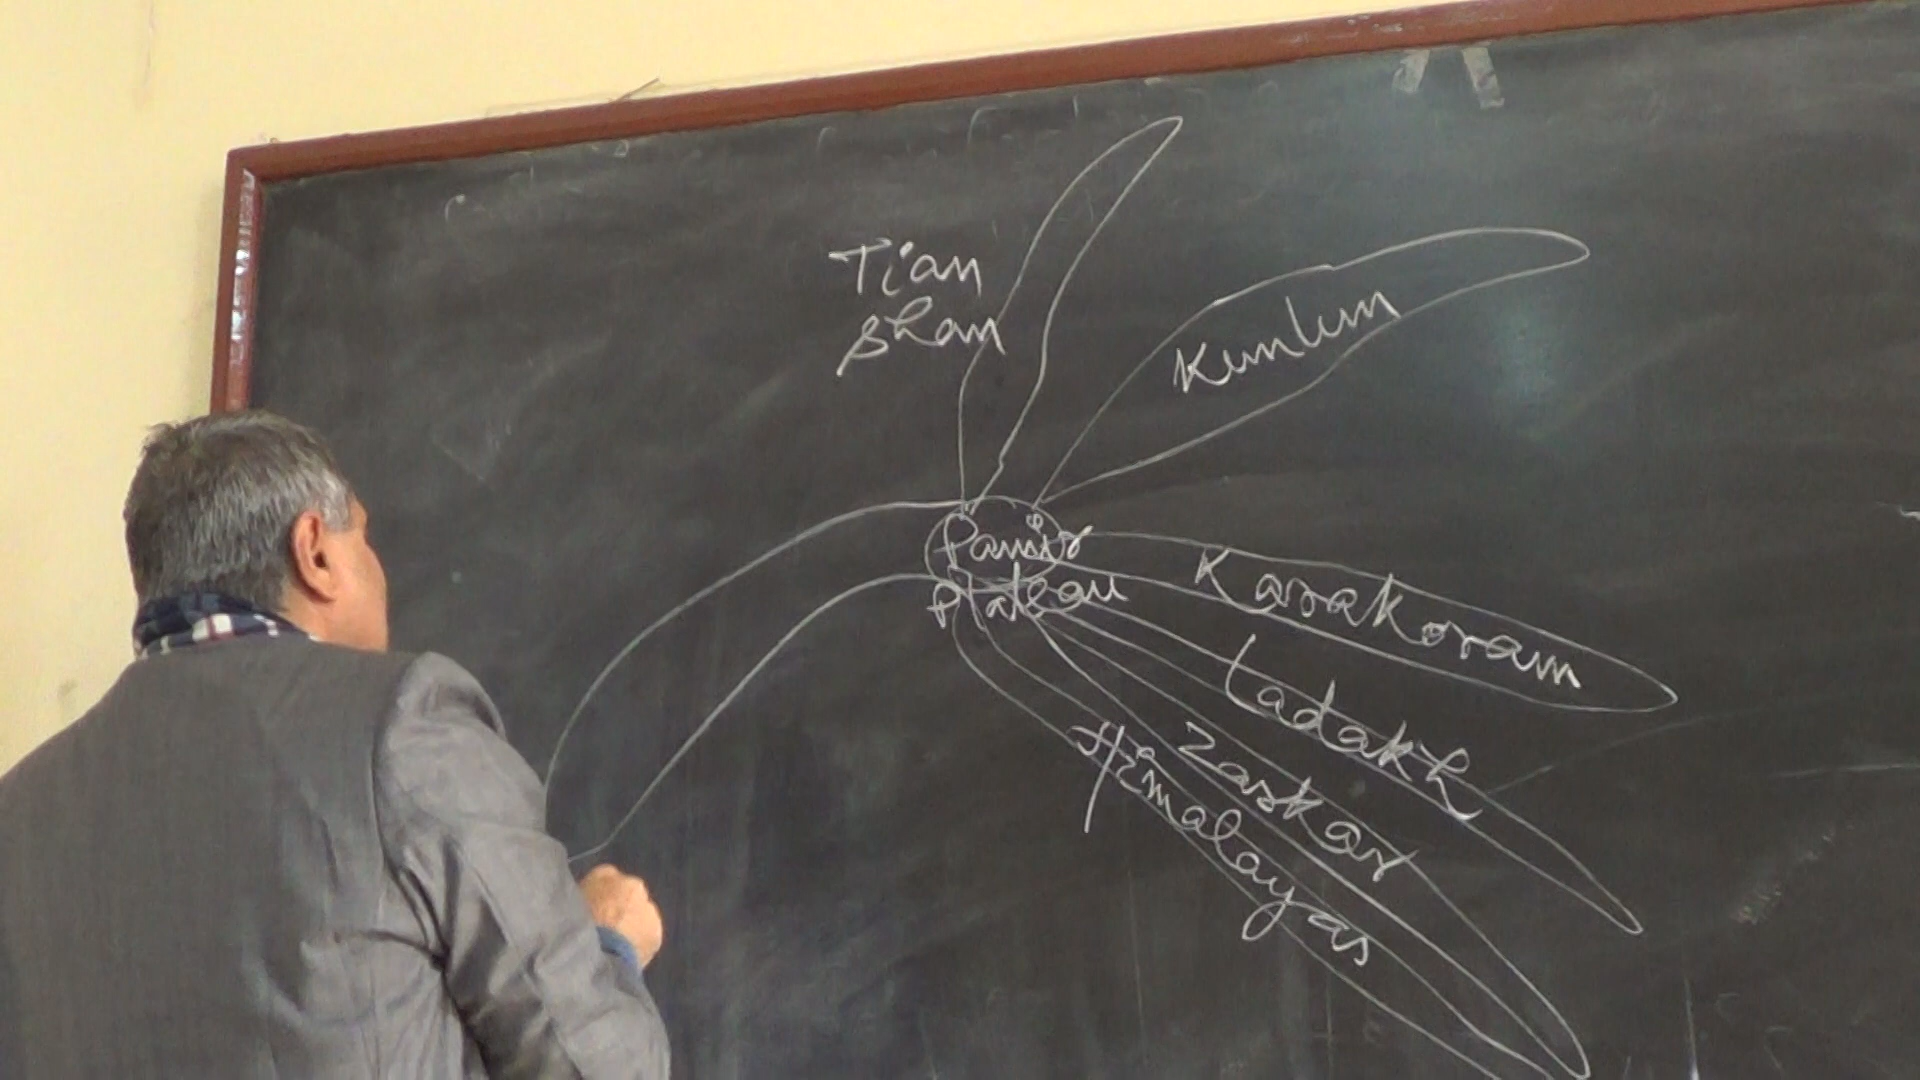 Tian
Shan
Kunlun
Pamir
Plateau
Karakoram
Ladakh
Zaskar
Himalayas